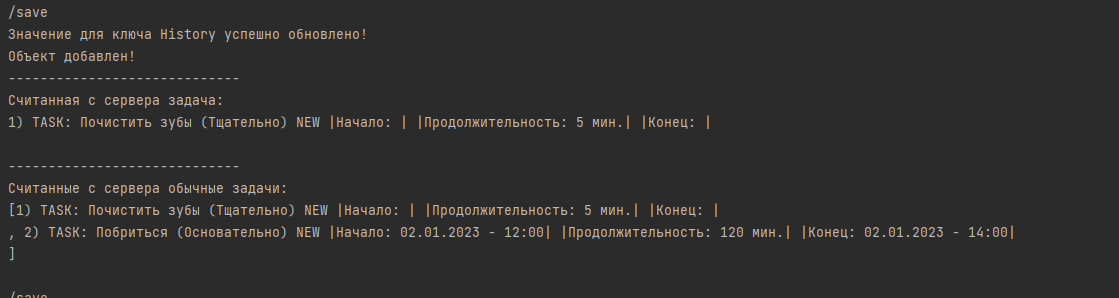 /save
Значение для ключа History успешно обновлено!
Объект добавлен!
-----------------------------
Считанная с сервера задача:
1) TASK: Почистить зубы (Тщательно) NEW |Начало: | |Продолжительность: 5 мин.| |Конец: |
-----------------------------
Считанные с сервера обычные задачи:
[1) TASK: Почистить зубы (Тщательно) NEW |Начало: | |Продолжительность: 5 мин.| |Конец: |
, 2) TASK: Побриться (Основательно) NEW |Начало: 02.01.2023 - 12:00| |Продолжительность: 120 мин.| |Конец: 02.01.2023 - 14:00|
]
/save